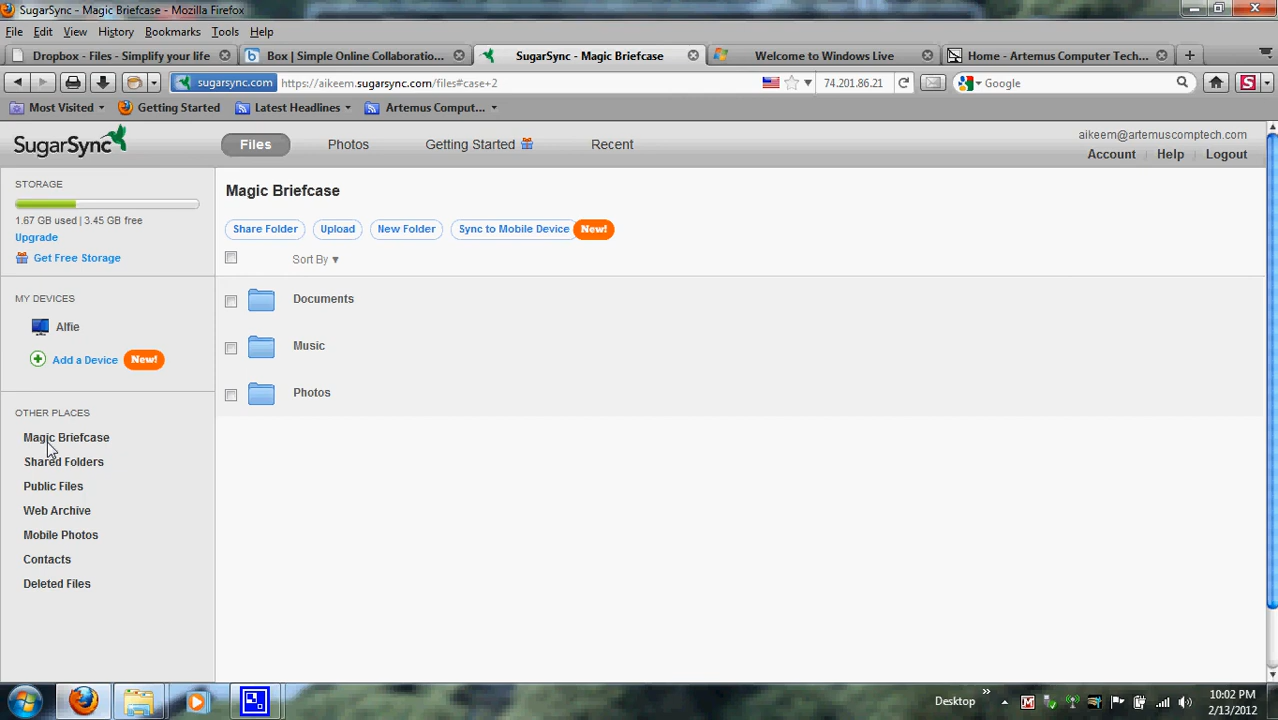 SugarSync - Magic Briefcase - Mozilla Firefox
File Edit View History Bookmarks Tools Help
Dropbox - Files - Simplify your life
Box | Simple Online Collaboratio...
SugarSync - Magic Briefcase
Welcome to Windows Live
Home - Artemus Computer Tech...
sugarsync.com https://aikeem.sugarsync.com/files#case+2 74.201.86.21 Google
Most Visited Getting Started Latest Headlines Artemus Comput...
SugarSync
Files Photos Getting Started Recent
aikeem@artemuscomptech.com
Account Help Logout
STORAGE
1.67 GB used | 3.45 GB free
Upgrade
Get Free Storage
MY DEVICES
Alfie
Add a Device New!
OTHER PLACES
Magic Briefcase
Shared Folders
Public Files
Web Archive
Mobile Photos
Contacts
Deleted Files
Magic Briefcase
Share Folder Upload New Folder Sync to Mobile Device New!
Sort By ▼
Documents
Music
Photos
Desktop »
10:02 PM
2/13/2012